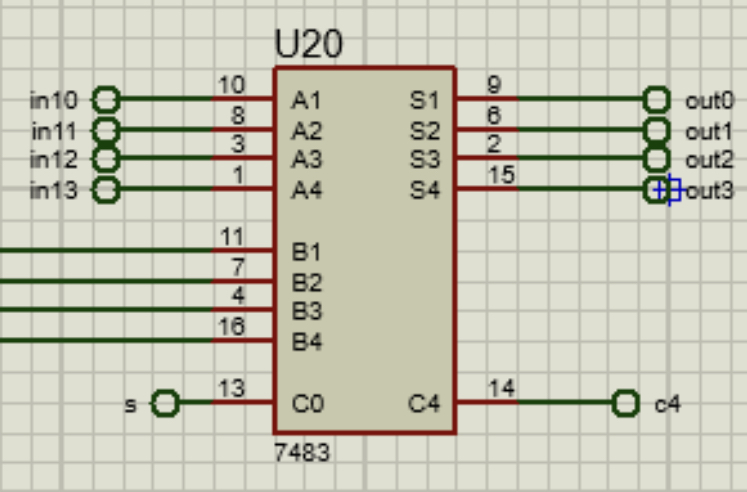 U20
in10 10 A1 S1 9 out0
in11 8 A2 S2 6 out1
in12 3 A3 S3 2 out2
in13 1 A4 S4 15 out3
11 B1
7 B2
4 B3
16 B4
s 13 C0 C4 14 c4
7483